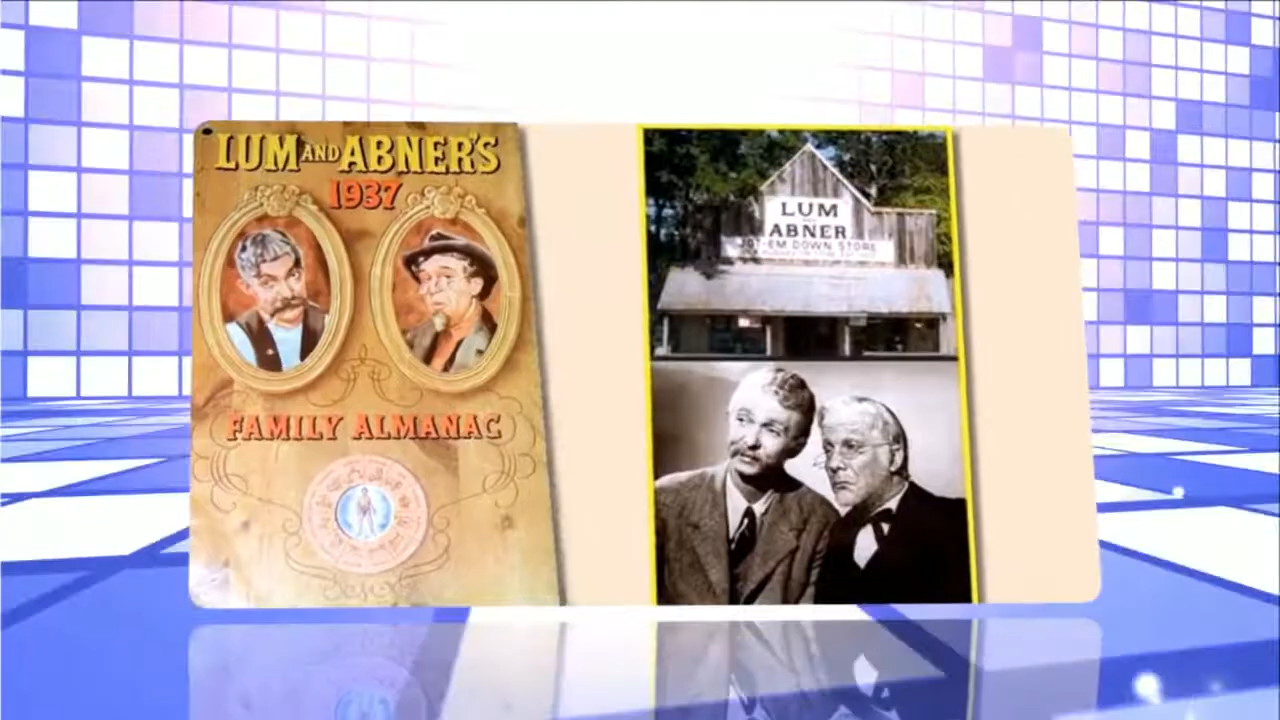 LUM AND ABNER'S
1937
FAMILY ALMANAC
LUM
AND
ABNER
JOT-EM DOWN STORE